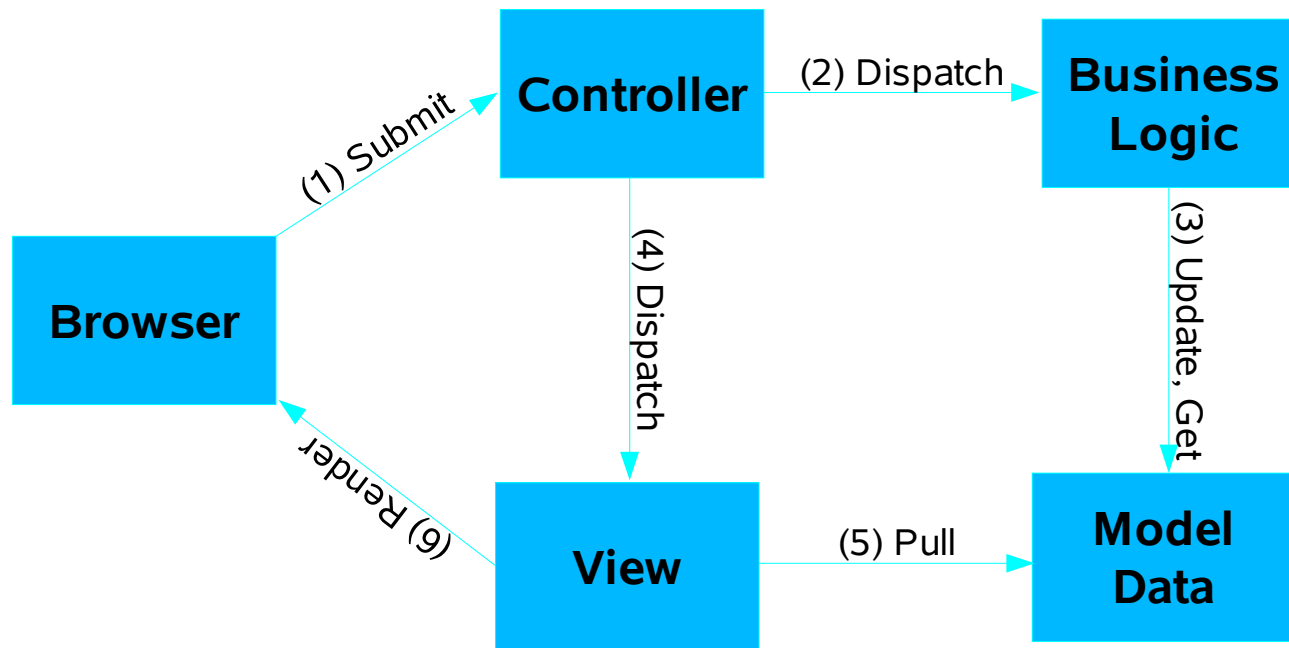 Controller
(2) Dispatch
Business
Logic
(1) Submit
Browser
(4) Dispatch
(3) Update, Get
(6) Render
View
(5) Pull
Model
Data